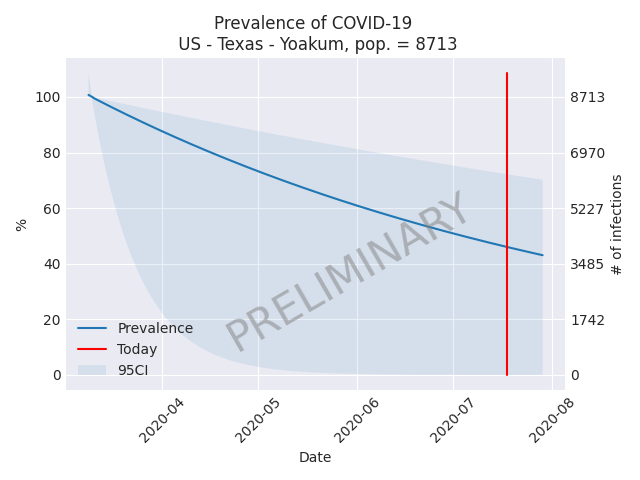 Prevalence of COVID-19
US - Texas - Yoakum, pop. = 8713
100
80
60
40
20
0
%
8713
6970
5227
3485
1742
0
# of infections
PRELIMINARY
Prevalence
Today
95CI
2020-04
2020-05
2020-06
2020-07
2020-08
Date